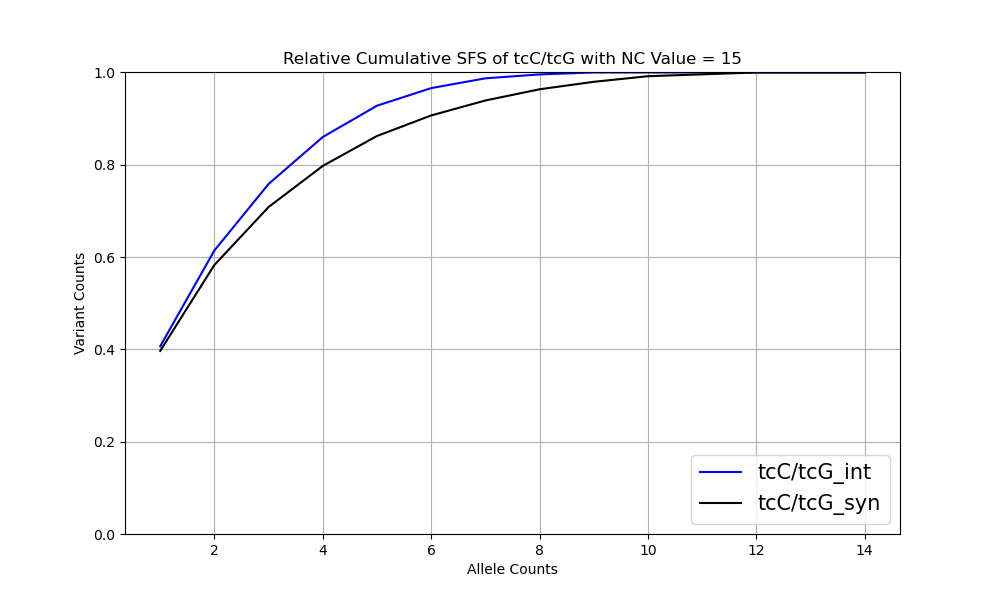 Relative Cumulative SFS of tcC/tcG with NC Value = 15
1.0
0.8
0.6
0.4
0.2
0.0
Variant Counts
tcC/tcG_int
tcC/tcG_syn
2 4 6 8 10 12 14
Allele Counts